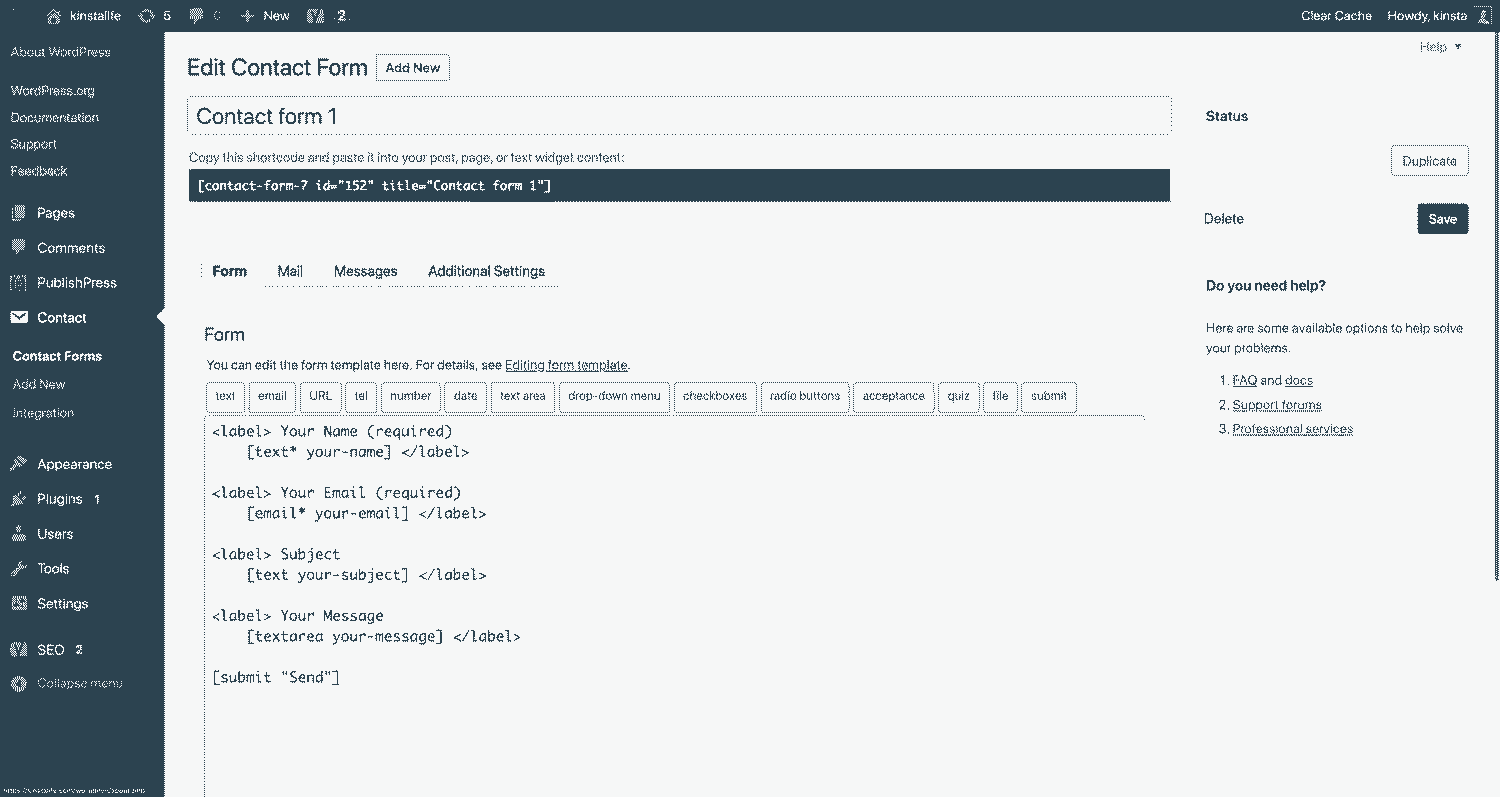 kinstalife 5 0 New 2 Clear Cache Howdy, kinsta
About WordPress
WordPress.org
Documentation
Support
Feedback
Pages
Comments
PublishPress
Contact
Contact Forms
Add New
Integration
Appearance
Plugins 1
Users
Tools
Settings
SEO 2
Collapse menu
Help
Edit Contact Form Add New
Contact form 1
Copy this shortcode and paste it into your post, page, or text widget content:
[contact-form-7 id="152" title="Contact form 1"]
Form Mail Messages Additional Settings
Form
You can edit the form template here. For details, see Editing form template.
text email URL tel number date text area drop-down menu checkboxes radio buttons acceptance quiz file submit
<label> Your Name (required)
[text* your-name] </label>
<label> Your Email (required)
[email* your-email] </label>
<label> Subject
[text your-subject] </label>
<label> Your Message
[textarea your-message] </label>
[submit "Send"]
Status
Duplicate
Delete Save
Do you need help?
Here are some available options to help solve
your problems.
1. FAQ and docs
2. Support forums
3. Professional services